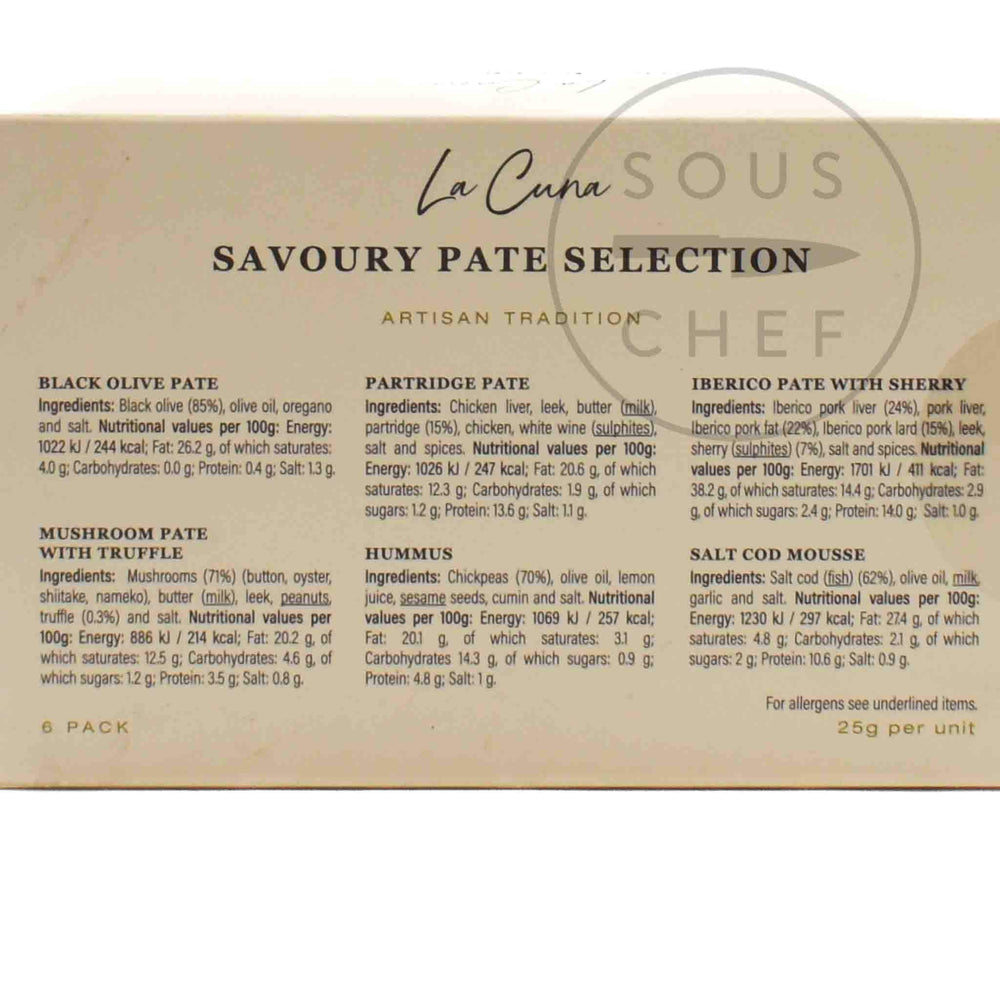 La Cuna
SAVOURY PATE SELECTION
ARTISAN TRADITION
BLACK OLIVE PATE
Ingredients: Black olive (85%), olive oil, oregano
and salt. Nutritional values per 100g: Energy:
1022 kJ / 244 kcal; Fat: 26.2 g, of which saturates:
4.0 g; Carbohydrates: 0.0 g; Protein: 0.4 g; Salt: 1.3 g.
MUSHROOM PATE
WITH TRUFFLE
Ingredients: Mushrooms (71%) (button, oyster,
shiitake, nameko), butter (milk), leek, peanuts,
truffle (0.3%) and salt. Nutritional values per
100g: Energy: 886 kJ / 214 kcal; Fat: 20.2 g, of
which saturates: 12.5 g; Carbohydrates: 4.6 g, of
which sugars: 1.2 g; Protein: 3.5 g; Salt: 0.8 g.
6 PACK
PARTRIDGE PATE
Ingredients: Chicken liver, leek, butter (milk),
partridge (15%), chicken, white wine (sulphites),
salt and spices. Nutritional values per 100g:
Energy: 1026 kJ / 247 kcal; Fat: 20.6 g, of which
saturates: 12.3 g; Carbohydrates: 1.9 g, of which
sugars: 1.2 g; Protein: 13.6 g; Salt: 1.1 g.
HUMMUS
Ingredients: Chickpeas (70%), olive oil, lemon
juice, sesame seeds, cumin and salt. Nutritional
values per 100g: Energy: 1069 kJ / 257 kcal;
Fat: 20.1 g, of which saturates: 3.1 g;
Carbohydrates 14.3 g, of which sugars: 0.9 g;
Protein: 4.8 g; Salt: 1 g.
IBERICO PATE WITH SHERRY
Ingredients: Iberico pork liver (24%), pork liver,
Iberico pork fat (22%), Iberico pork lard (15%), leek,
sherry (sulphites) (7%), salt and spices. Nutritional
values per 100g: Energy: 1701 kJ / 411 kcal; Fat:
38.2 g, of which saturates: 14.4 g; Carbohydrates: 2.9
g, of which sugars: 2.4 g; Protein: 14.0 g; Salt: 1.0 g.
SALT COD MOUSSE
Ingredients: Salt cod (fish) (62%), olive oil, milk,
garlic and salt. Nutritional values per 100g:
Energy: 1230 kJ / 297 kcal; Fat: 27.4 g, of which
saturates: 4.8 g; Carbohydrates: 2.1 g, of which
sugars: 2 g; Protein: 10.6 g; Salt: 0.9 g.
For allergens see underlined items.
25g per unit
SOUS
CHEF